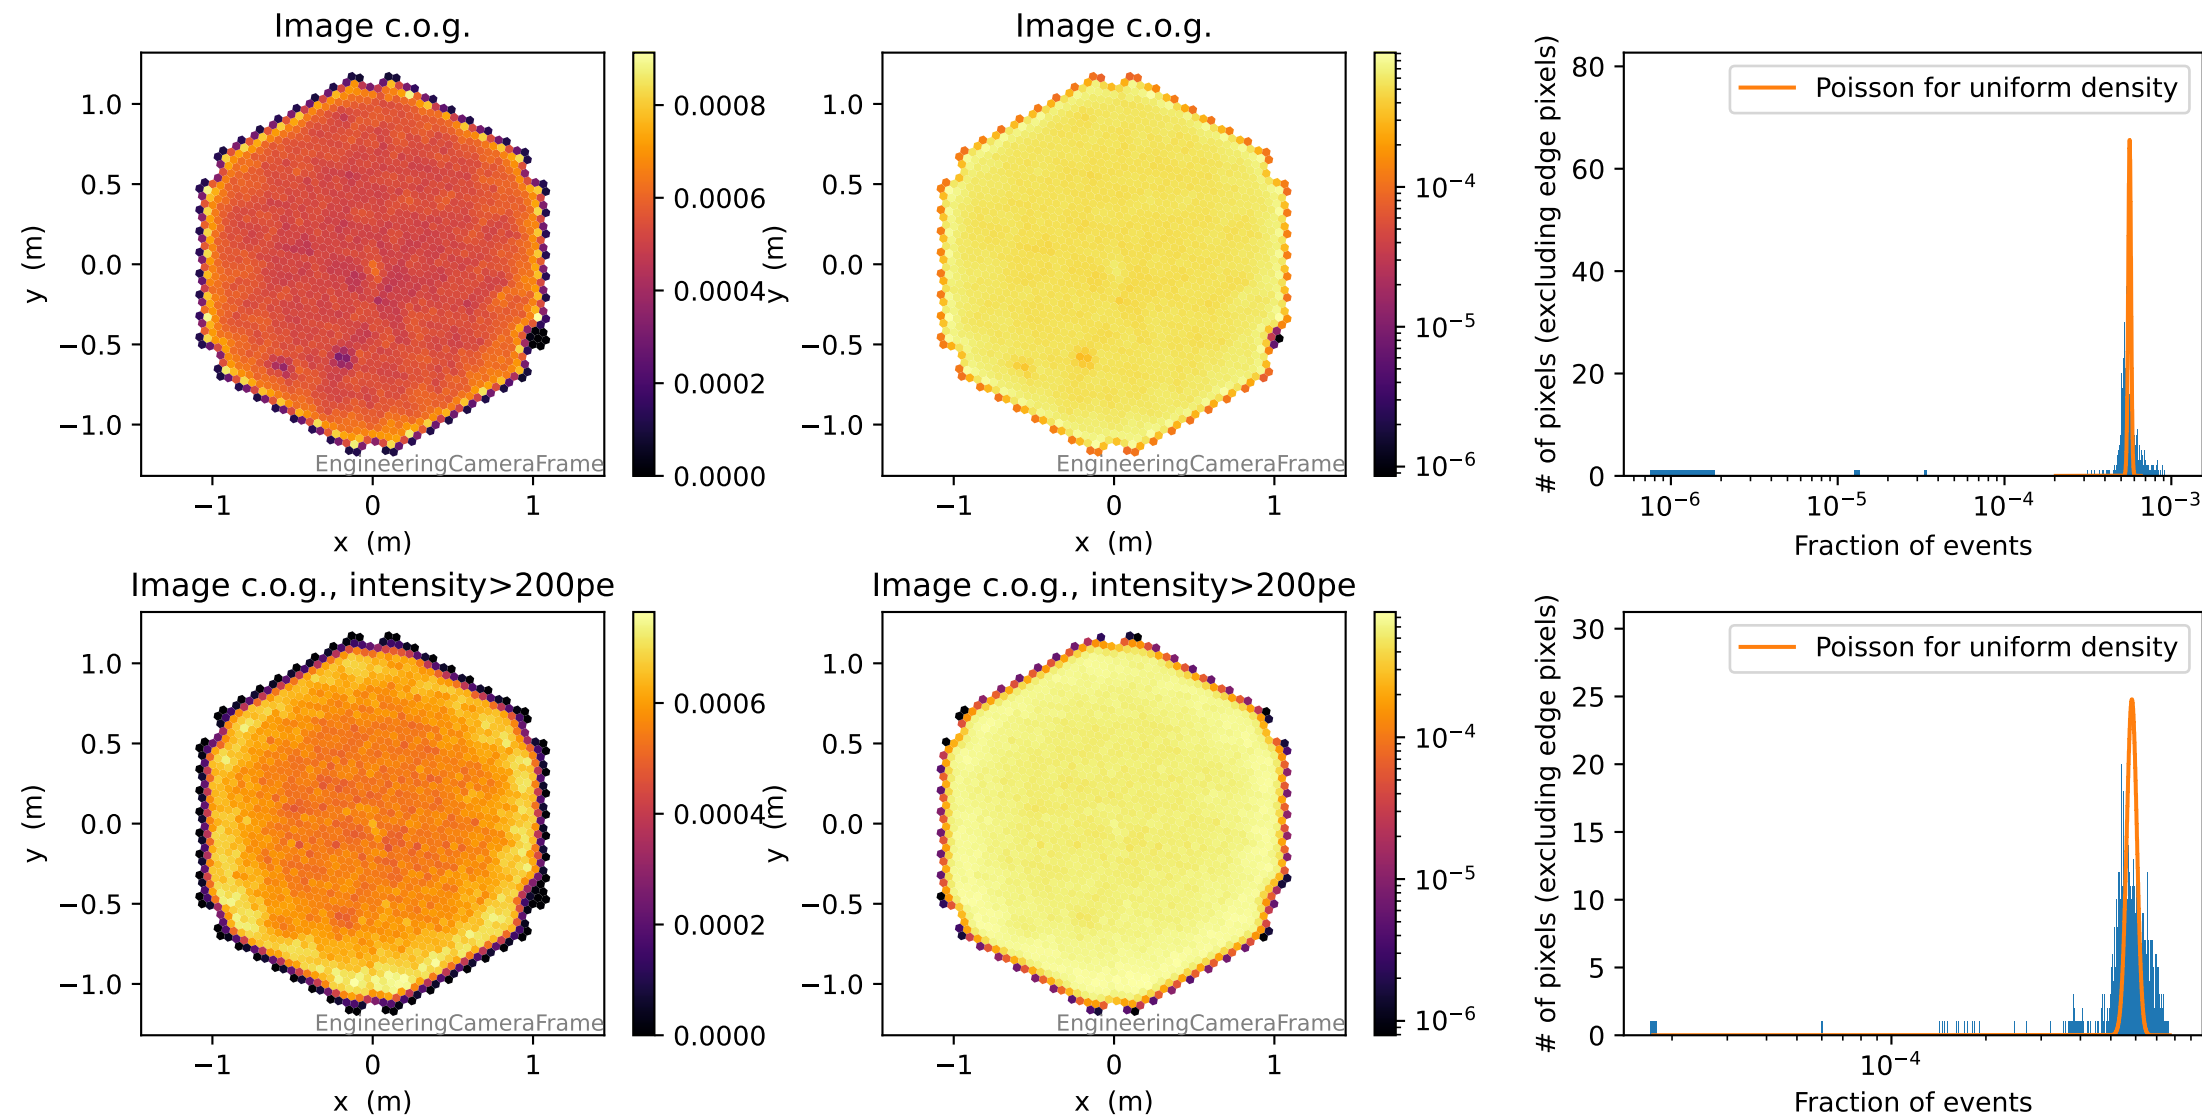 Image c.o.g.
1.0
0.5
0.0
−0.5
−1.0
y (m)
−1 0 1
x (m)
EngineeringCameraFrame
0.0008
0.0006
0.0004
0.0002
0.0000
Image c.o.g.
1.0
0.5
0.0
−0.5
−1.0
y (m)
−1 0 1
x (m)
EngineeringCameraFrame
10−4
10−5
10−6
# of pixels (excluding edge pixels)
80
60
40
20
0
Poisson for uniform density
10−6 10−5 10−4 10−3
Fraction of events
Image c.o.g., intensity>200pe
1.0
0.5
0.0
−0.5
−1.0
y (m)
−1 0 1
x (m)
EngineeringCameraFrame
0.0006
0.0004
0.0002
0.0000
Image c.o.g., intensity>200pe
1.0
0.5
0.0
−0.5
−1.0
y (m)
−1 0 1
x (m)
EngineeringCameraFrame
10−4
10−5
10−6
# of pixels (excluding edge pixels)
30
25
20
15
10
5
0
Poisson for uniform density
10−4
Fraction of events